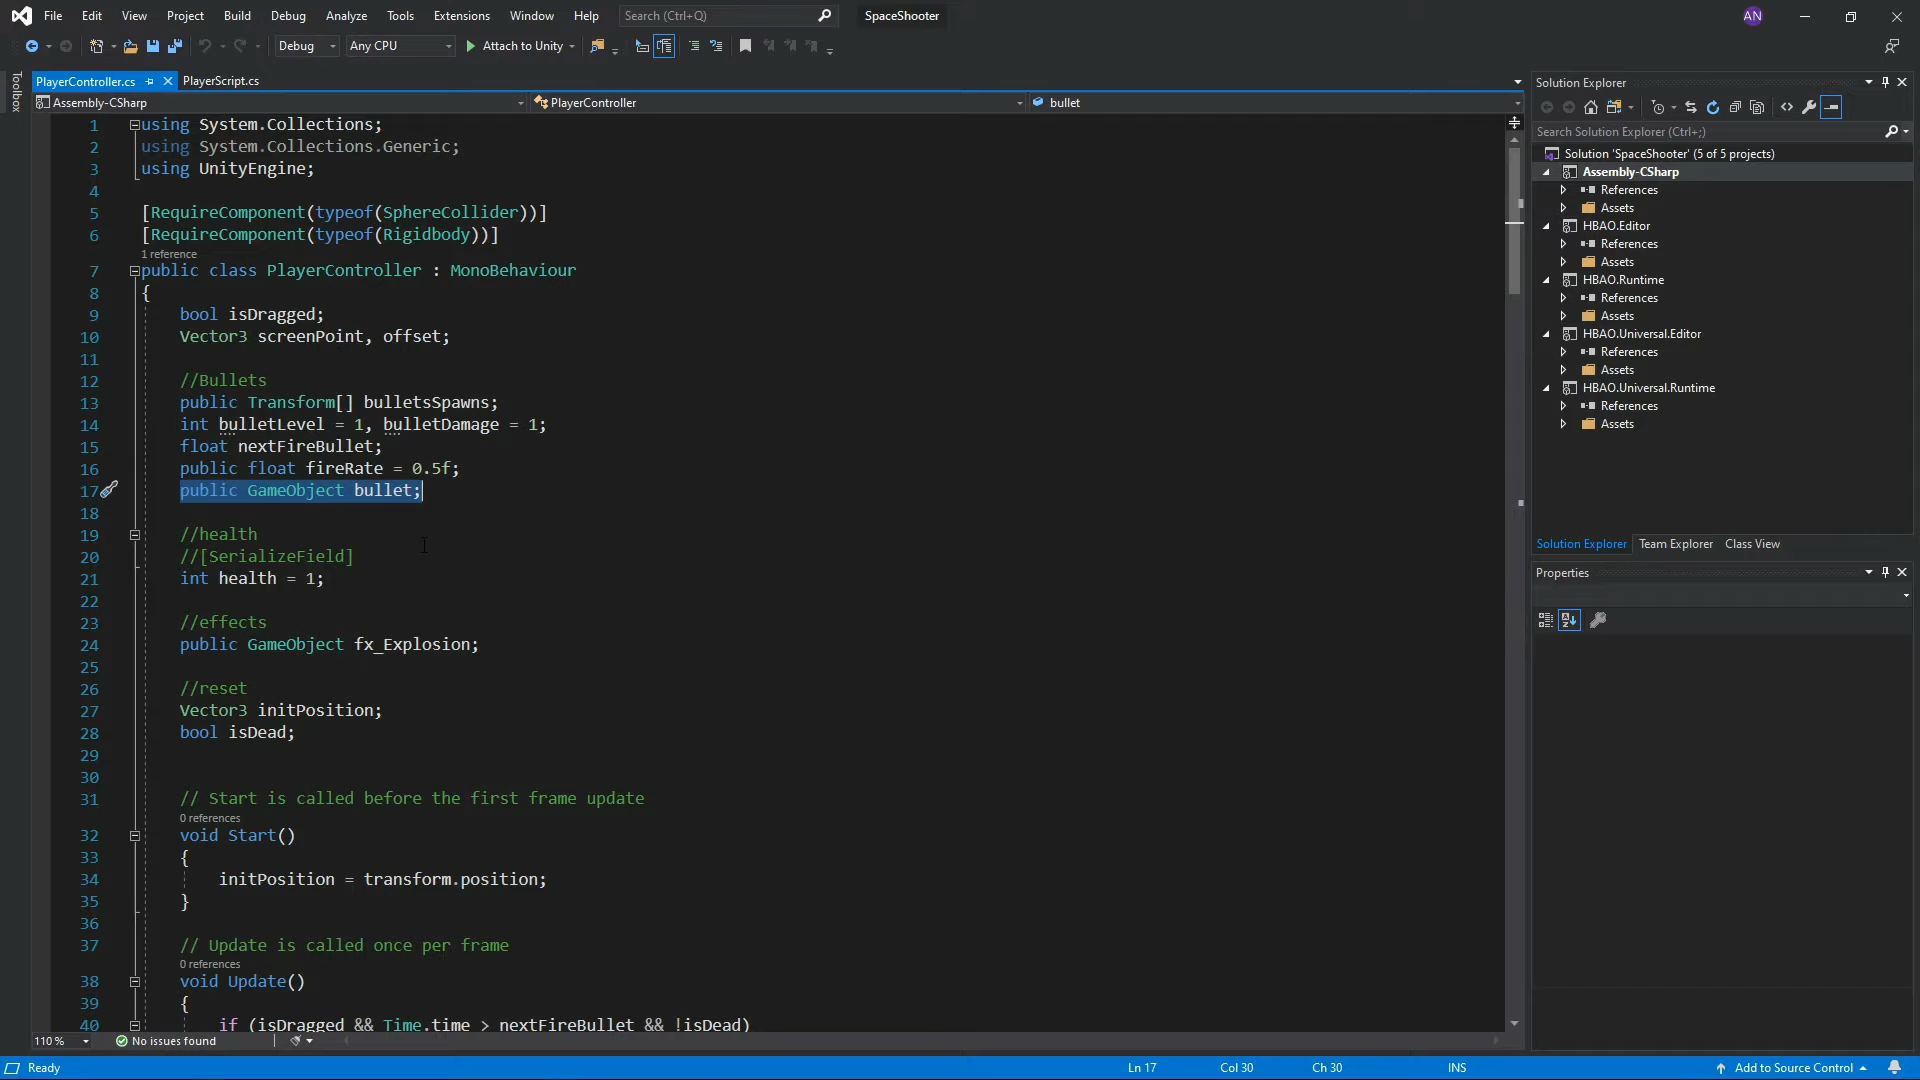 File Edit View Project Build Debug Analyze Tools Extensions Window Help Search (Ctrl+Q) SpaceShooter AN
Debug Any CPU Attach to Unity
Toolbox
PlayerController.cs PlayerScript.cs
Assembly-CSharp PlayerController bullet
1 using System.Collections;
2 using System.Collections.Generic;
3 using UnityEngine;
4
5 [RequireComponent(typeof(SphereCollider))]
6 [RequireComponent(typeof(Rigidbody))]
1 reference
7 public class PlayerController : MonoBehaviour
8 {
9 bool isDragged;
10 Vector3 screenPoint, offset;
11
12 //Bullets
13 public Transform[] bulletsSpawns;
14 int bulletLevel = 1, bulletDamage = 1;
15 float nextFireBullet;
16 public float fireRate = 0.5f;
17 public GameObject bullet;
18
19 //health
20 //[SerializeField]
21 int health = 1;
22
23 //effects
24 public GameObject fx_Explosion;
25
26 //reset
27 Vector3 initPosition;
28 bool isDead;
29
30
31 // Start is called before the first frame update
0 references
32 void Start()
33 {
34 initPosition = transform.position;
35 }
36
37 // Update is called once per frame
0 references
38 void Update()
39 {
40 if (isDragged && Time.time > nextFireBullet && !isDead)
110 % No issues found
Solution Explorer
Search Solution Explorer (Ctrl+;)
Solution 'SpaceShooter' (5 of 5 projects)
Assembly-CSharp
References
Assets
HBAO.Editor
References
Assets
HBAO.Runtime
References
Assets
HBAO.Universal.Editor
References
Assets
HBAO.Universal.Runtime
References
Assets
Solution Explorer Team Explorer Class View
Properties
Ready Ln 17 Col 30 Ch 30 INS Add to Source Control